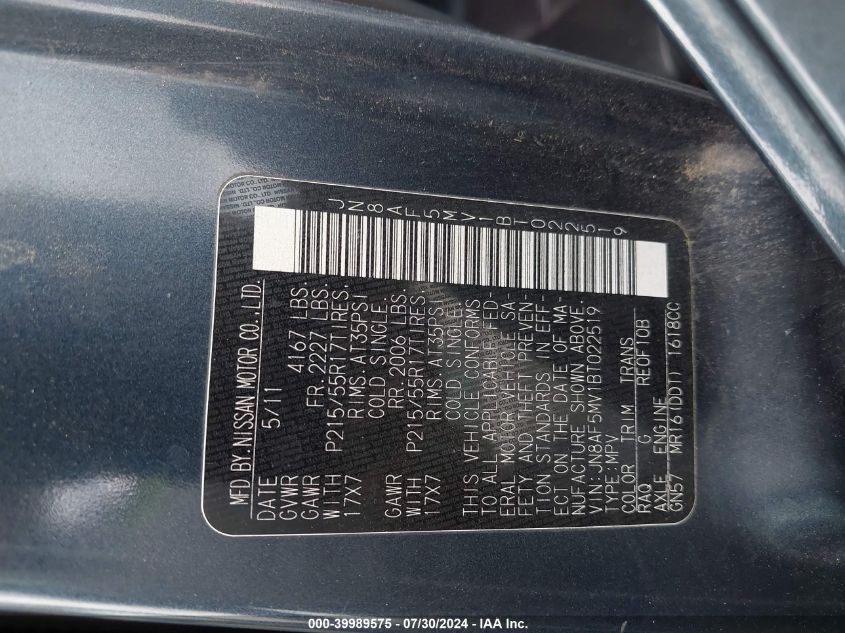 JN8AF5MV1BT022519
MFD BY.NISSAN MOTOR CO.,LTD.
DATE 5/11
GVWR 4167 LBS.
GAWR FR. 2227 LBS.
WITH P215/55R17TIRES.
17X7 RIMS.AT35PSI
COLD SINGLE.
GAWR RR.2006 LBS.
WITH P215/55R17TIRES
17X7 RIMS.AT35PSI
COLD SINGLE.
THIS VEHICLE CONFORMS
TO ALL APPLICABLE FED-
ERAL MOTOR VEHICLE SA
FETY AND THEFT PREVEN-
TION STANDARDS IN EFF-
ECT ON THE DATE OF MA-
NUFACTURE SHOWN ABOVE.
VIN:JN8AF5MV1BT022519
TYPE:MPV
COLOR TRIM TRANS
RAQ G RE0F10B
AXLE ENGINE
GN57 MR16(DDT) 1618CC
000-39989575 - 07/30/2024 - IAA Inc.